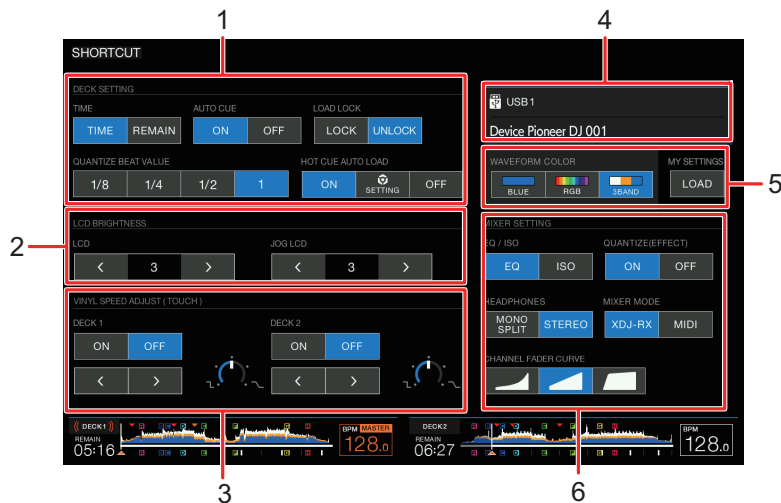 1
4
SHORTCUT
DECK SETTING
TIME
AUTO CUE
LOAD LOCK
TIME
REMAIN
ON
OFF
LOCK
UNLOCK
QUANTIZE BEAT VALUE
HOT CUE AUTO LOAD
1/8
1/4
1/2
1
ON
SETTING
OFF
USB 1
Device Pioneer DJ 001
WAVEFORM COLOR
MY SETTINGS
BLUE
RGB
3BAND
LOAD
5
2
LCD BRIGHTNESS
LCD
JOG LCD
<
3
>
<
3
>
MIXER SETTING
EQ / ISO
QUANTIZE(EFFECT)
EQ
ISO
ON
OFF
HEADPHONES
MIXER MODE
MONO
SPLIT
STEREO
XDJ-RX
MIDI
CHANNEL FADER CURVE
VINYL SPEED ADJUST ( TOUCH )
DECK 1
DECK 2
ON
OFF
ON
OFF
<
>
<
>
DECK1
REMAIN
05:16
BPM
MASTER
128.0
DECK2
REMAIN
06:27
BPM
128.0
3
6